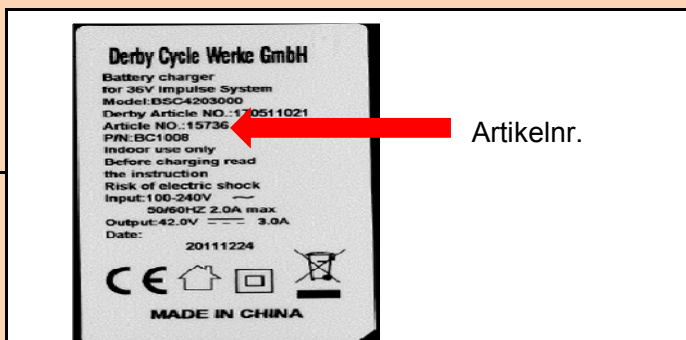 Derby Cycle Werke GmbH
Battery charger
for 36V Impulse System
Model:BSC4203000
Derby Article NO.:170511021
Article NO.:15736
P/N:BC1008
Indoor use only
Before charging read
the instruction
Risk of electric shock
Input:100-240V ~
50/60HZ 2.0A max
Output:42.0V 3.0A
Date:
20111224
CE
MADE IN CHINA
Artikelnr.